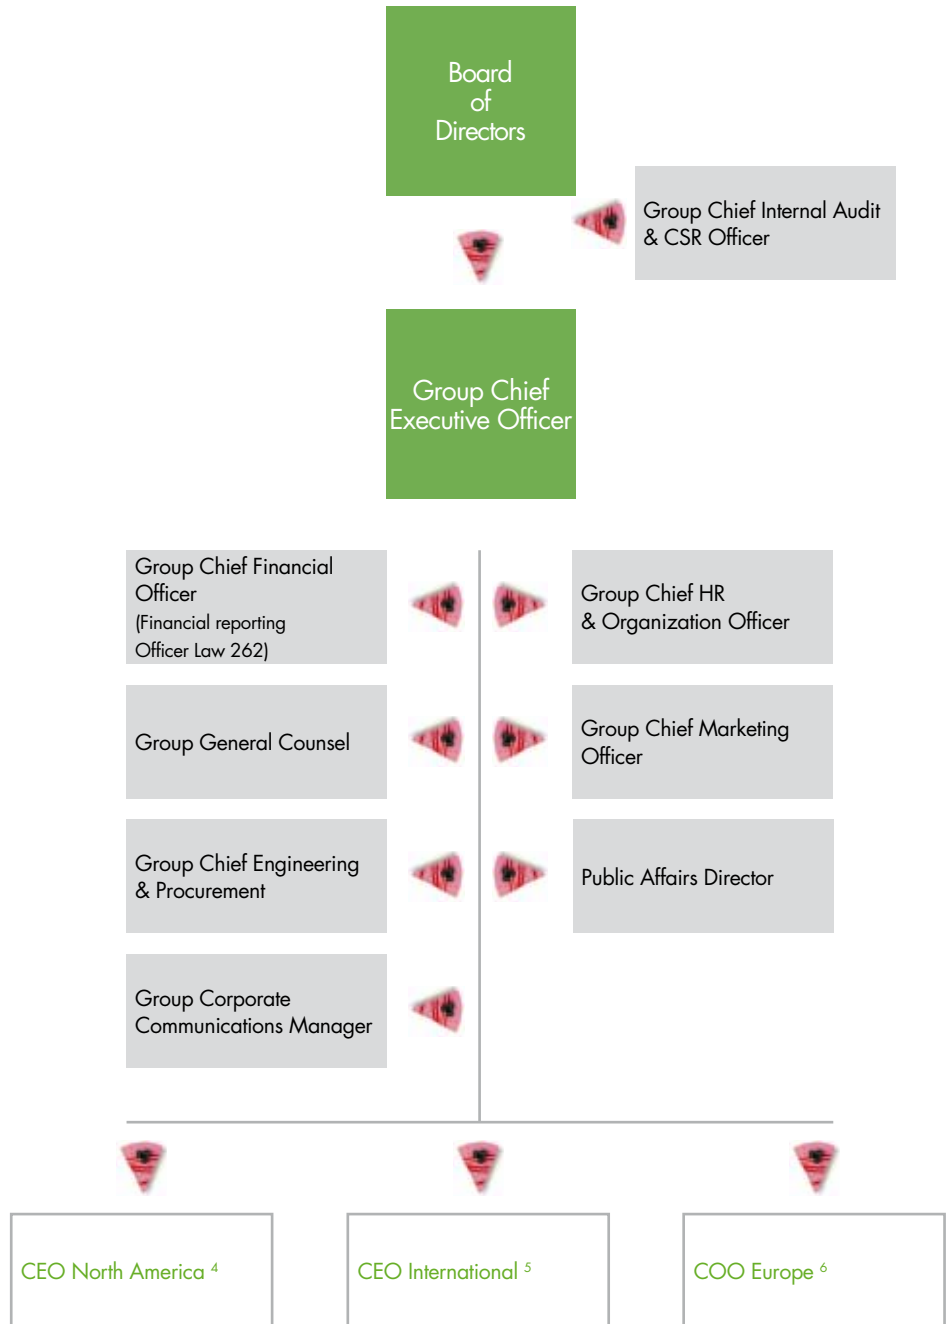 Board
of
Directors
Group Chief Internal Audit
& CSR Officer
Group Chief
Executive Officer
Group Chief Financial
Officer
(Financial reporting
Officer Law 262)
Group Chief HR
& Organization Officer
Group General Counsel
Group Chief Marketing
Officer
Group Chief Engineering
& Procurement
Public Affairs Director
Group Corporate
Communications Manager
CEO North America 4
CEO International 5
COO Europe 6